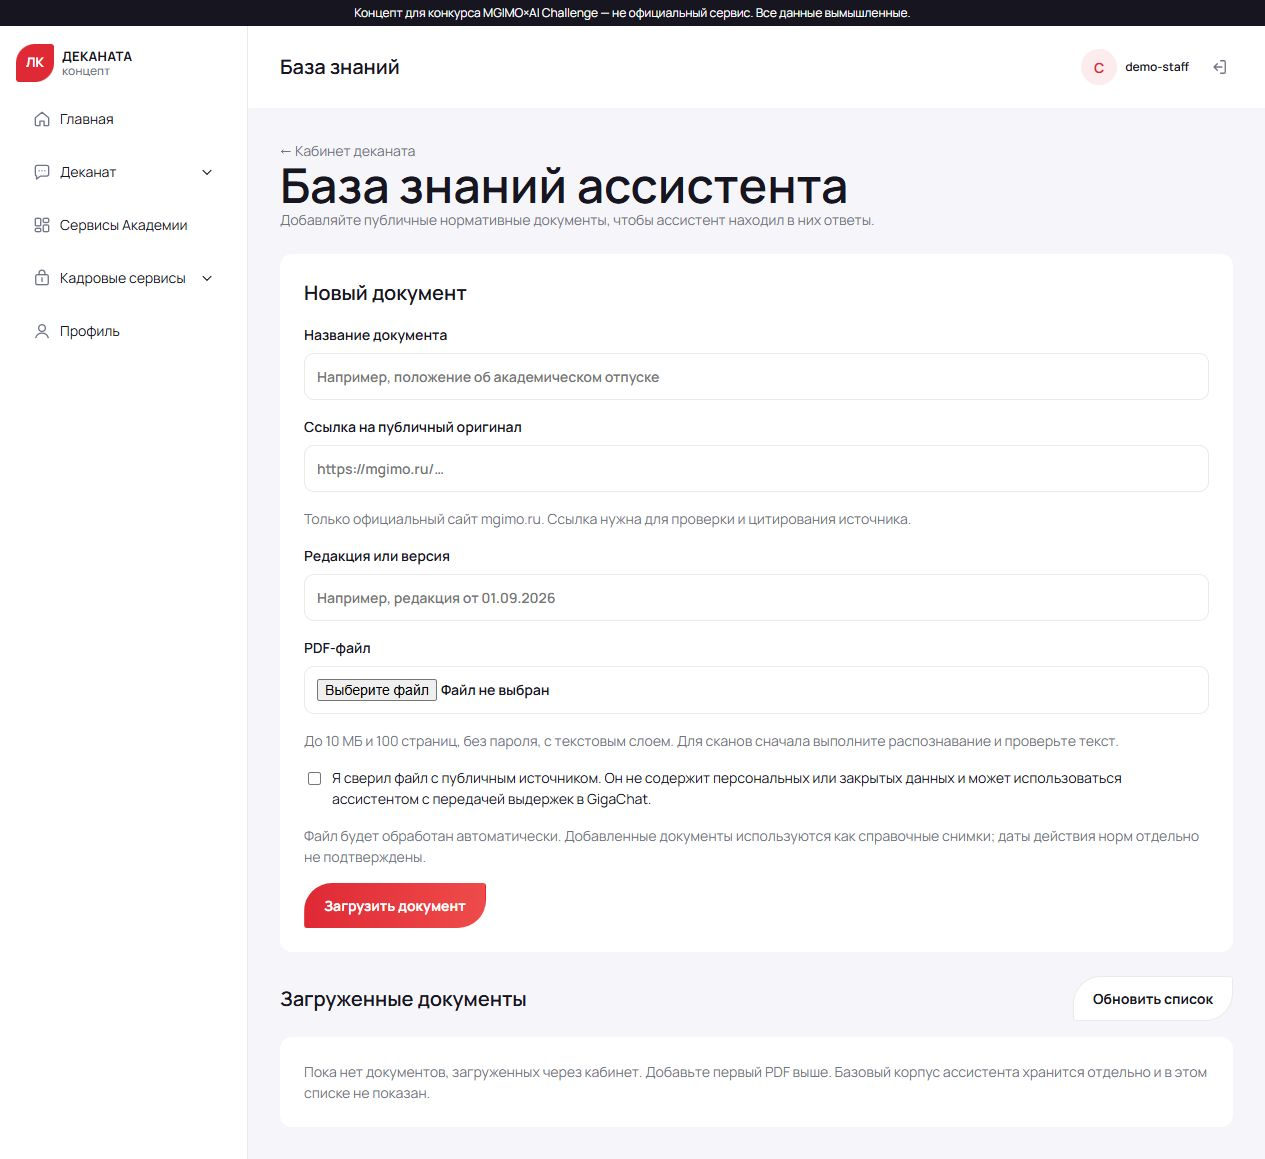 Концепт для конкурса MGIMO×AI Challenge — не официальный сервис. Все данные вымышленные.
ЛК
ДЕКАНАТА
концепт
Главная
Деканат
Сервисы Академии
Кадровые сервисы
Профиль
База знаний
С
demo-staff
← Кабинет деканата
База знаний ассистента
Добавляйте публичные нормативные документы, чтобы ассистент находил в них ответы.
Новый документ
Название документа
Например, положение об академическом отпуске
Ссылка на публичный оригинал
https://mgimo.ru/…
Только официальный сайт mgimo.ru. Ссылка нужна для проверки и цитирования источника.
Редакция или версия
Например, редакция от 01.09.2026
PDF-файл
Выберите файл Файл не выбран
До 10 МБ и 100 страниц, без пароля, с текстовым слоем. Для сканов сначала выполните распознавание и проверьте текст.
Я сверил файл с публичным источником. Он не содержит персональных или закрытых данных и может использоваться
ассистентом с передачей выдержек в GigaChat.
Файл будет обработан автоматически. Добавленные документы используются как справочные снимки; даты действия норм отдельно
не подтверждены.
Загрузить документ
Загруженные документы
Обновить список
Пока нет документов, загруженных через кабинет. Добавьте первый PDF выше. Базовый корпус ассистента хранится отдельно и в этом
списке не показан.